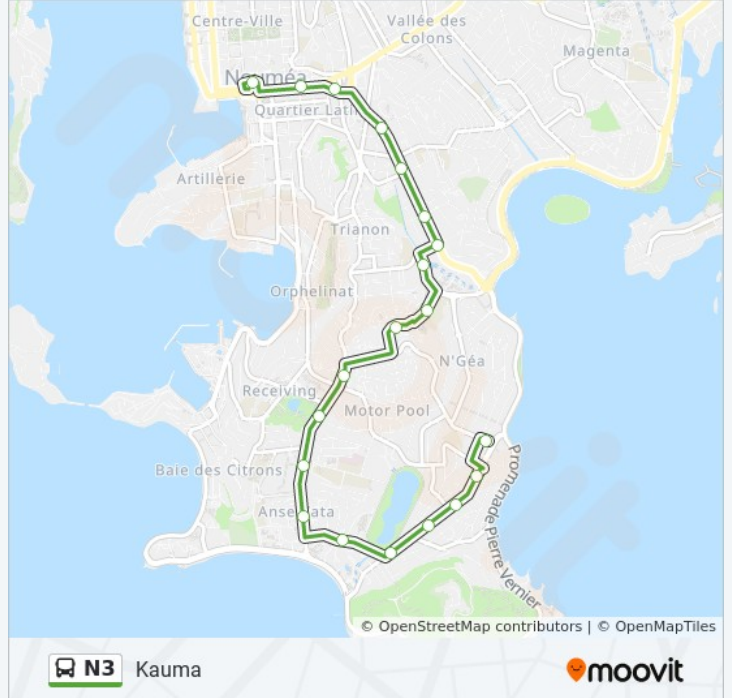 Centre-Ville
Vallée des
Colons
Magenta
Nouméa
Quartier Latin
Artillerie
Trianon
Orphelinat
N'Géa
Receiving
Motor Pool
Baie des Citrons
Anse Vata
Promenade Pierre Vernier
© OpenStreetMap contributors | © OpenMapTiles
N3 Kauma
moovit